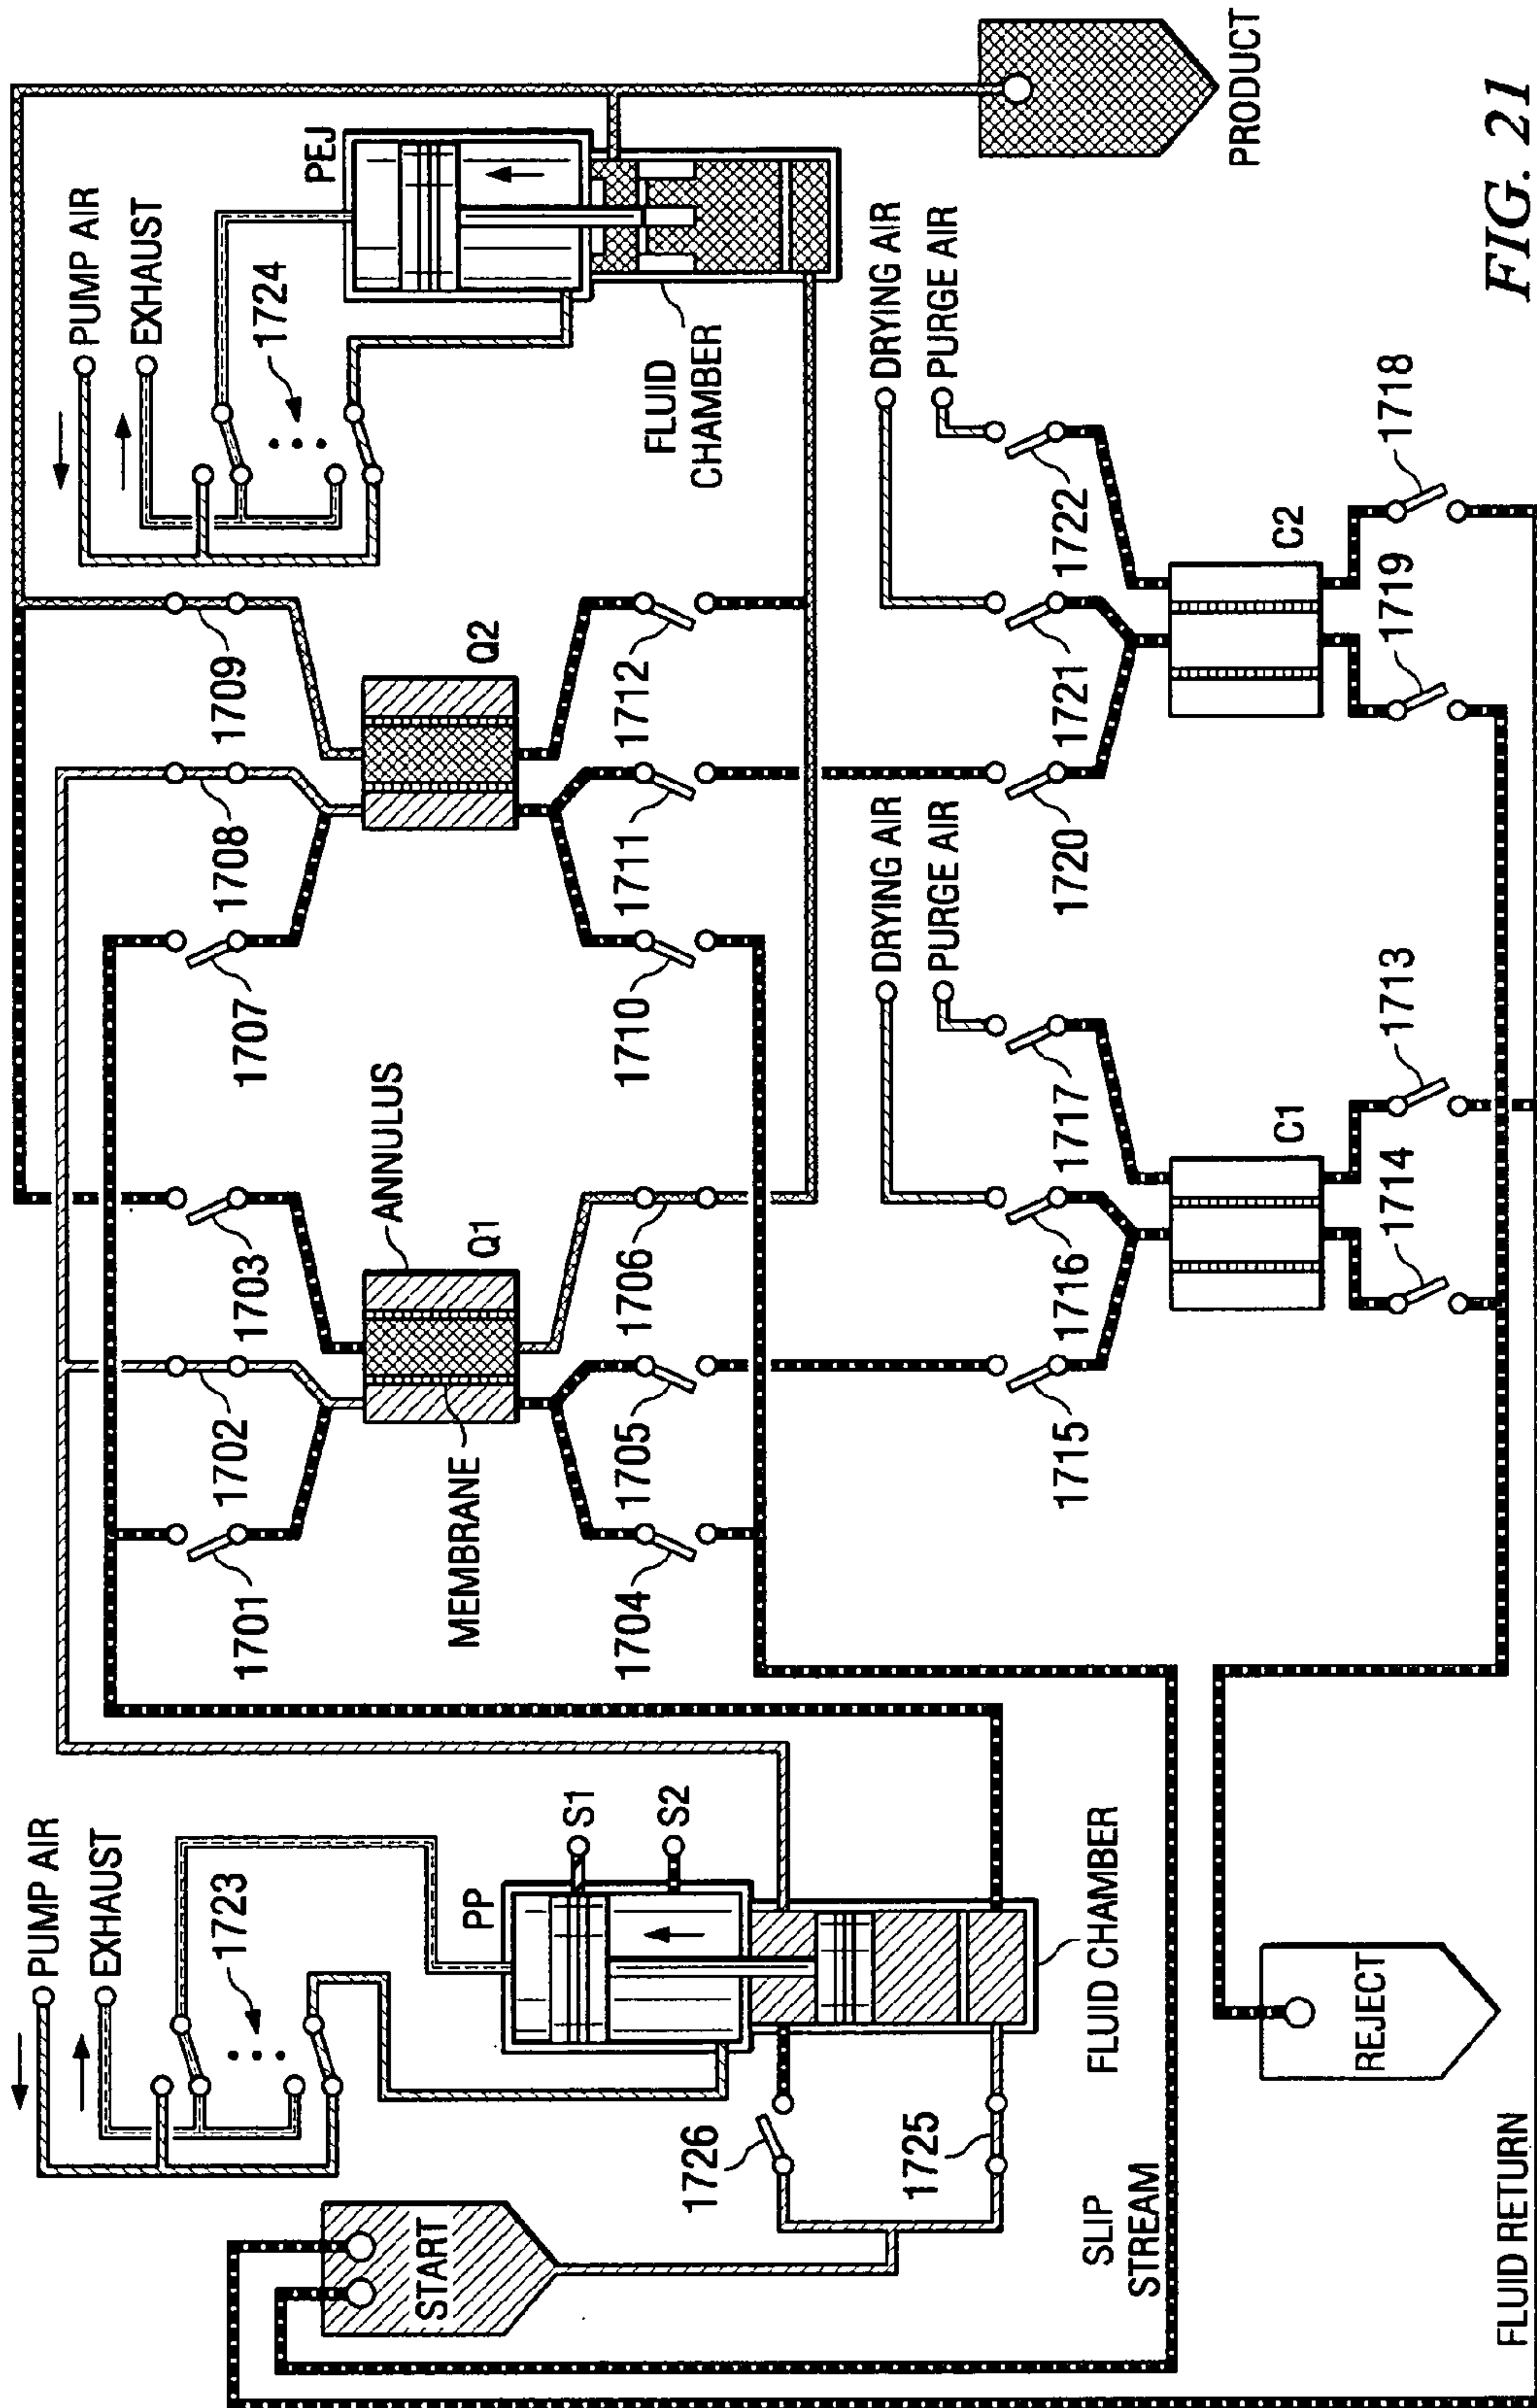 PUMP AIR
EXHAUST
1723
START
PP
S1
S2
1726
1725
FLUID CHAMBER
SLIP
STREAM
FLUID RETURN
REJECT
1701
1702
1703
ANNULUS
MEMBRANE
Q1
1704
1705
1706
1707
1708
1709
Q2
1710
1711
1712
PUMP AIR
EXHAUST
1724
PEJ
FLUID
CHAMBER
PRODUCT
DRYING AIR
PURGE AIR
1715
1716
1717
C1
1714
1713
DRYING AIR
PURGE AIR
1720
1721
1722
C2
1719
1718
FIG. 21